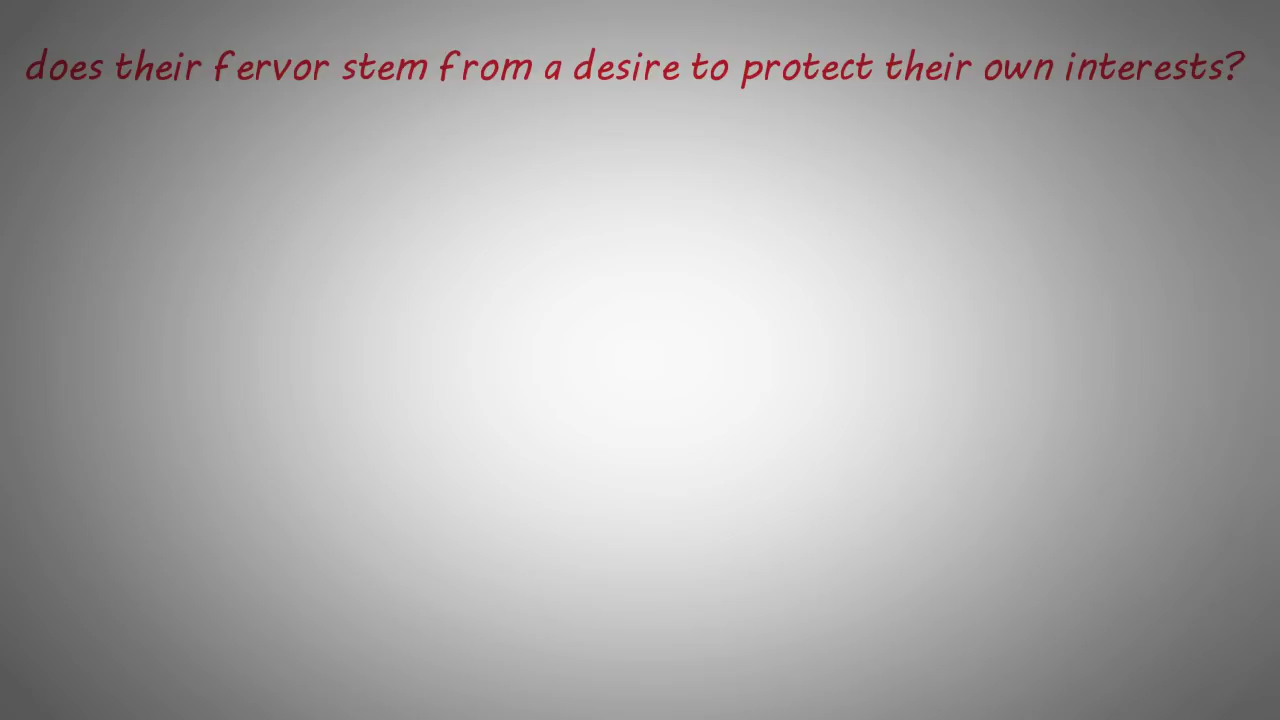 does their fervor stem from a desire to protect their own interests?